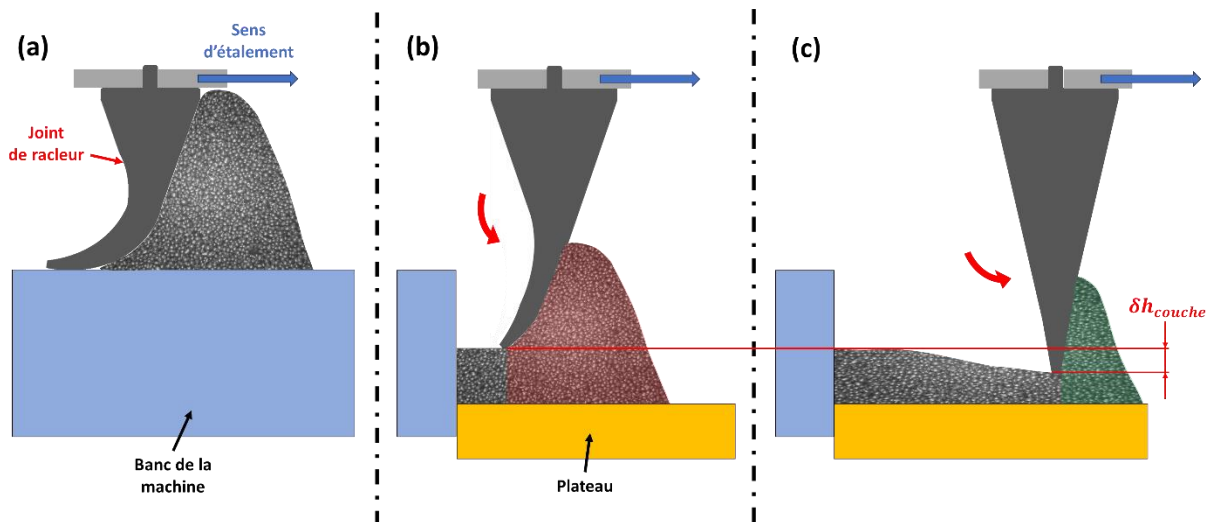 (a)
Sens
d'étalement
Joint
de racleur
Banc de la
machine
(b)
Plateau
(c)
δh_couche